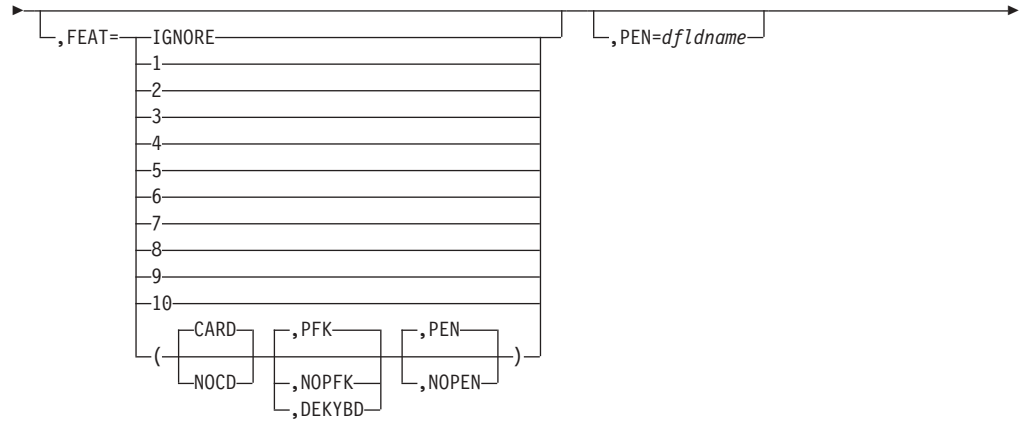 ,FEAT= IGNORE ,PEN=dfldname
1
2
3
4
5
6
7
8
9
10
CARD ,PFK ,PEN
( )
NOCD ,NOPFK ,NOPEN
,DEKYBD